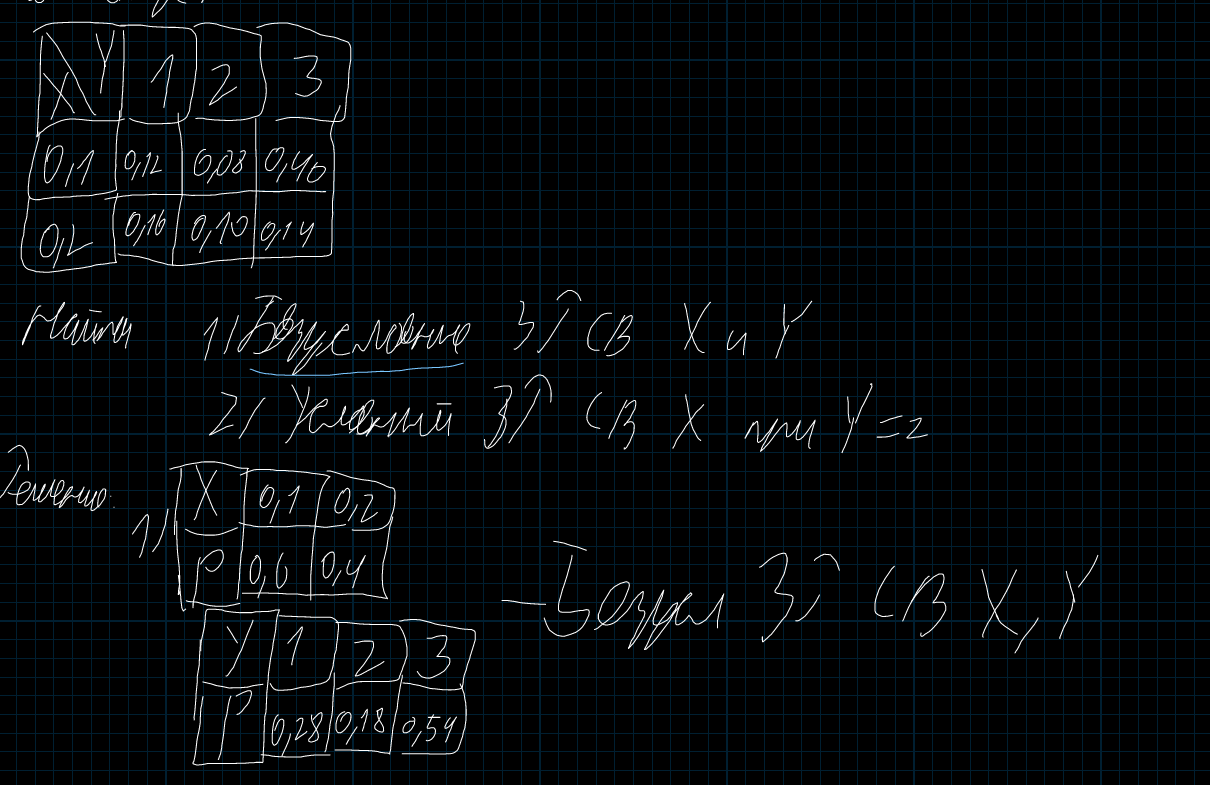 X Y 1 2 3
0,1 0,12 0,08 0,40
0,2 0,16 0,10 0,14
Найти 1) Безусловные ЗР СВ X и Y
2) Условный ЗР СВ X при Y=2
Решение:
1) X 0,1 0,2
P 0,6 0,4
– Безусл ЗР СВ X, Y
Y 1 2 3
P 0,28 0,18 0,54